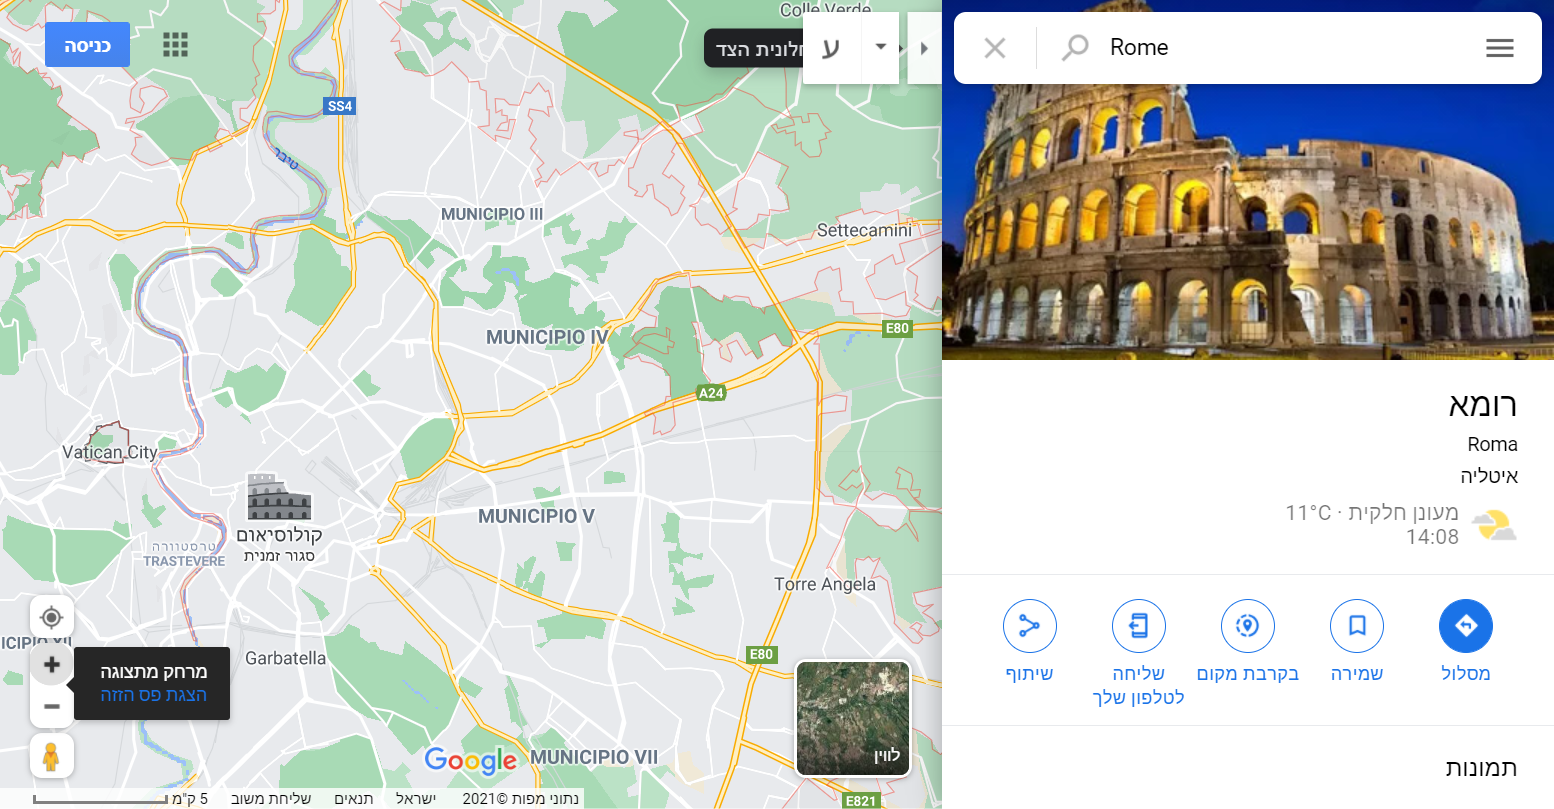 Rome
רומא
Roma
איטליה
מעונן חלקית · 11°C
14:08
מסלול
שמירה
בקרבת מקום
שליחה
לטלפון שלך
שיתוף
תמונות
כניסה
חלונית הצד
ע
Colle Verde
SS4
טיבר
MUNICIPIO III
Settecamini
MUNICIPIO IV
E80
A24
Vatican City
קולוסיאום
סגור זמנית
MUNICIPIO V
טרסטוורה
TRASTEVERE
Torre Angela
Garbatella
E80
מרחק מתצוגה
הצגת פס הזזה
לווין
Google
MUNICIPIO VII
E821
נתוני מפות ©2021
ישראל
תנאים
שליחת משוב
5 ק"מ